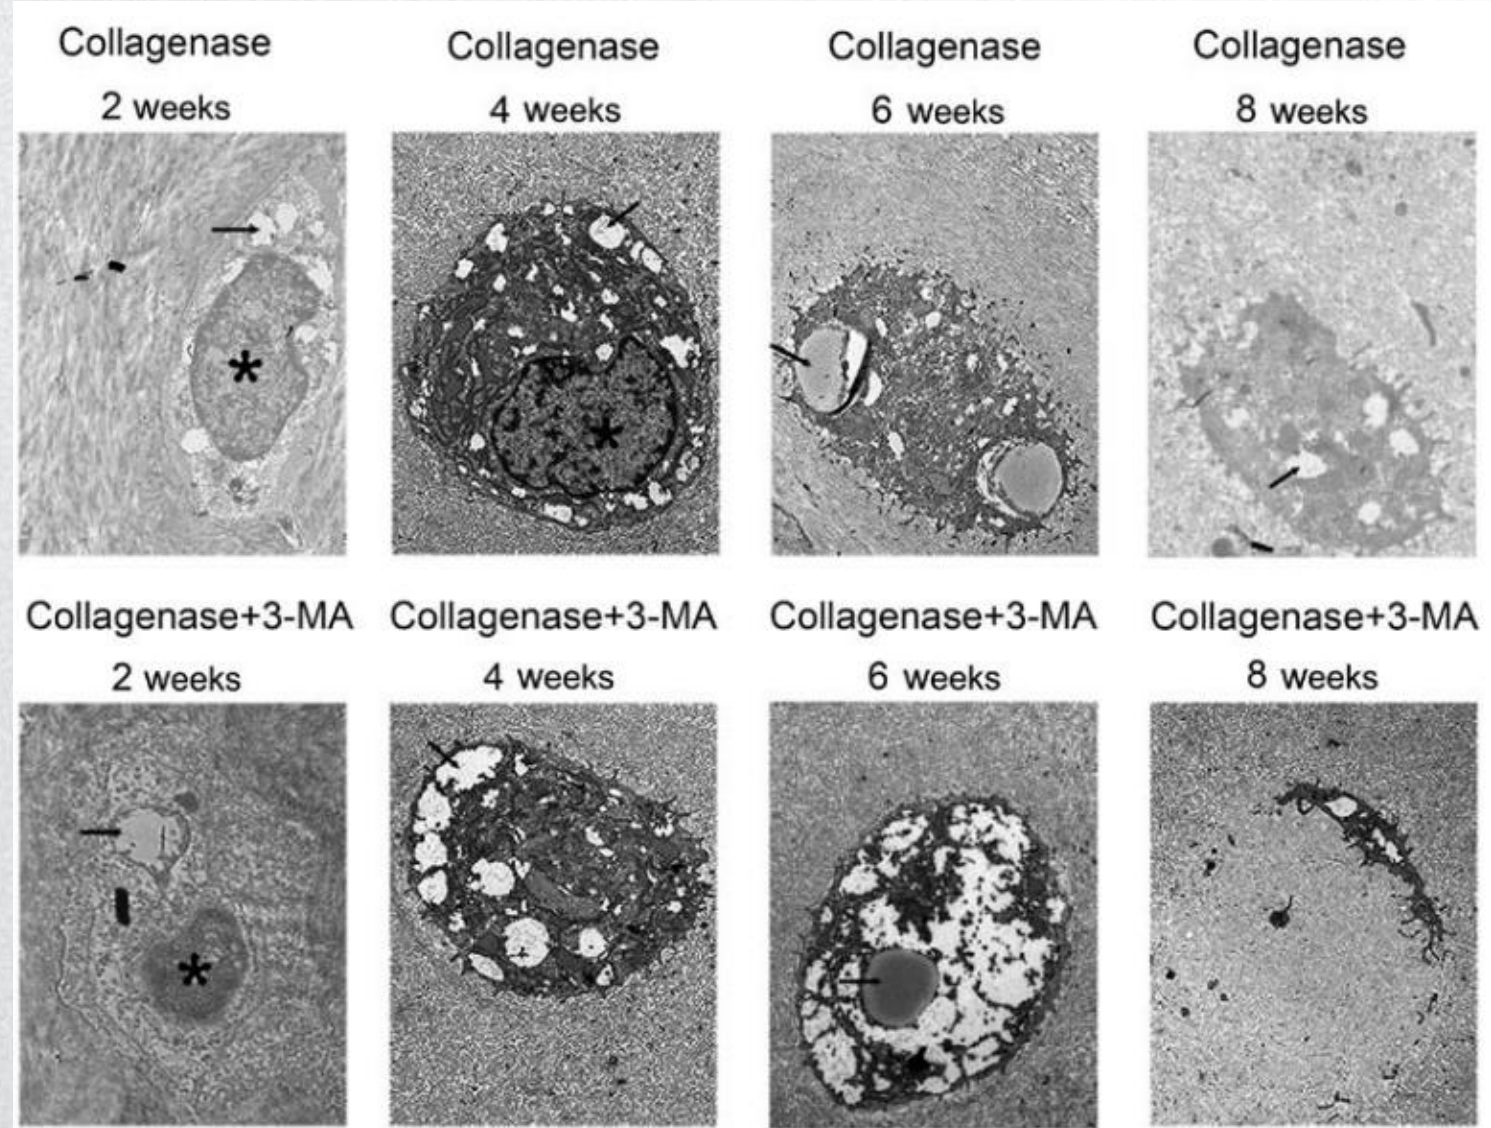 Collagenase
2 weeks
Collagenase
4 weeks
Collagenase
6 weeks
Collagenase
8 weeks
*
*
Collagenase+3-MA
2 weeks
Collagenase+3-MA
4 weeks
Collagenase+3-MA
6 weeks
Collagenase+3-MA
8 weeks
*